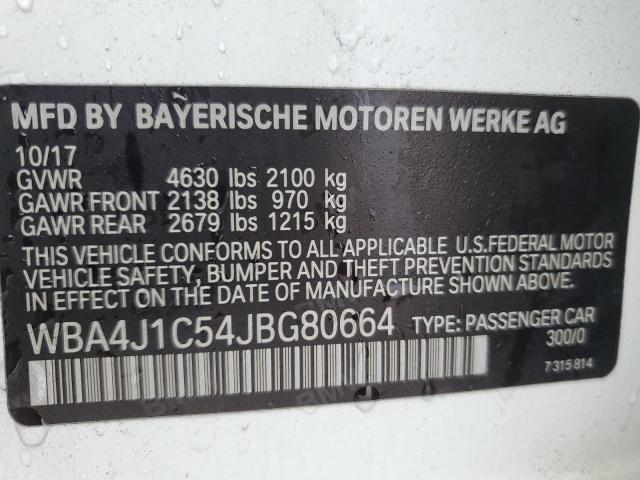 MFD BY BAYERISCHE MOTOREN WERKE AG
10/17
GVWR 4630 lbs 2100 kg
GAWR FRONT 2138 lbs 970 kg
GAWR REAR 2679 lbs 1215 kg
THIS VEHICLE CONFORMS TO ALL APPLICABLE U.S.FEDERAL MOTOR
VEHICLE SAFETY, BUMPER AND THEFT PREVENTION STANDARDS
IN EFFECT ON THE DATE OF MANUFACTURE SHOWN ABOVE.
WBA4J1C54JBG80664 TYPE: PASSENGER CAR
300/0
7 315 814